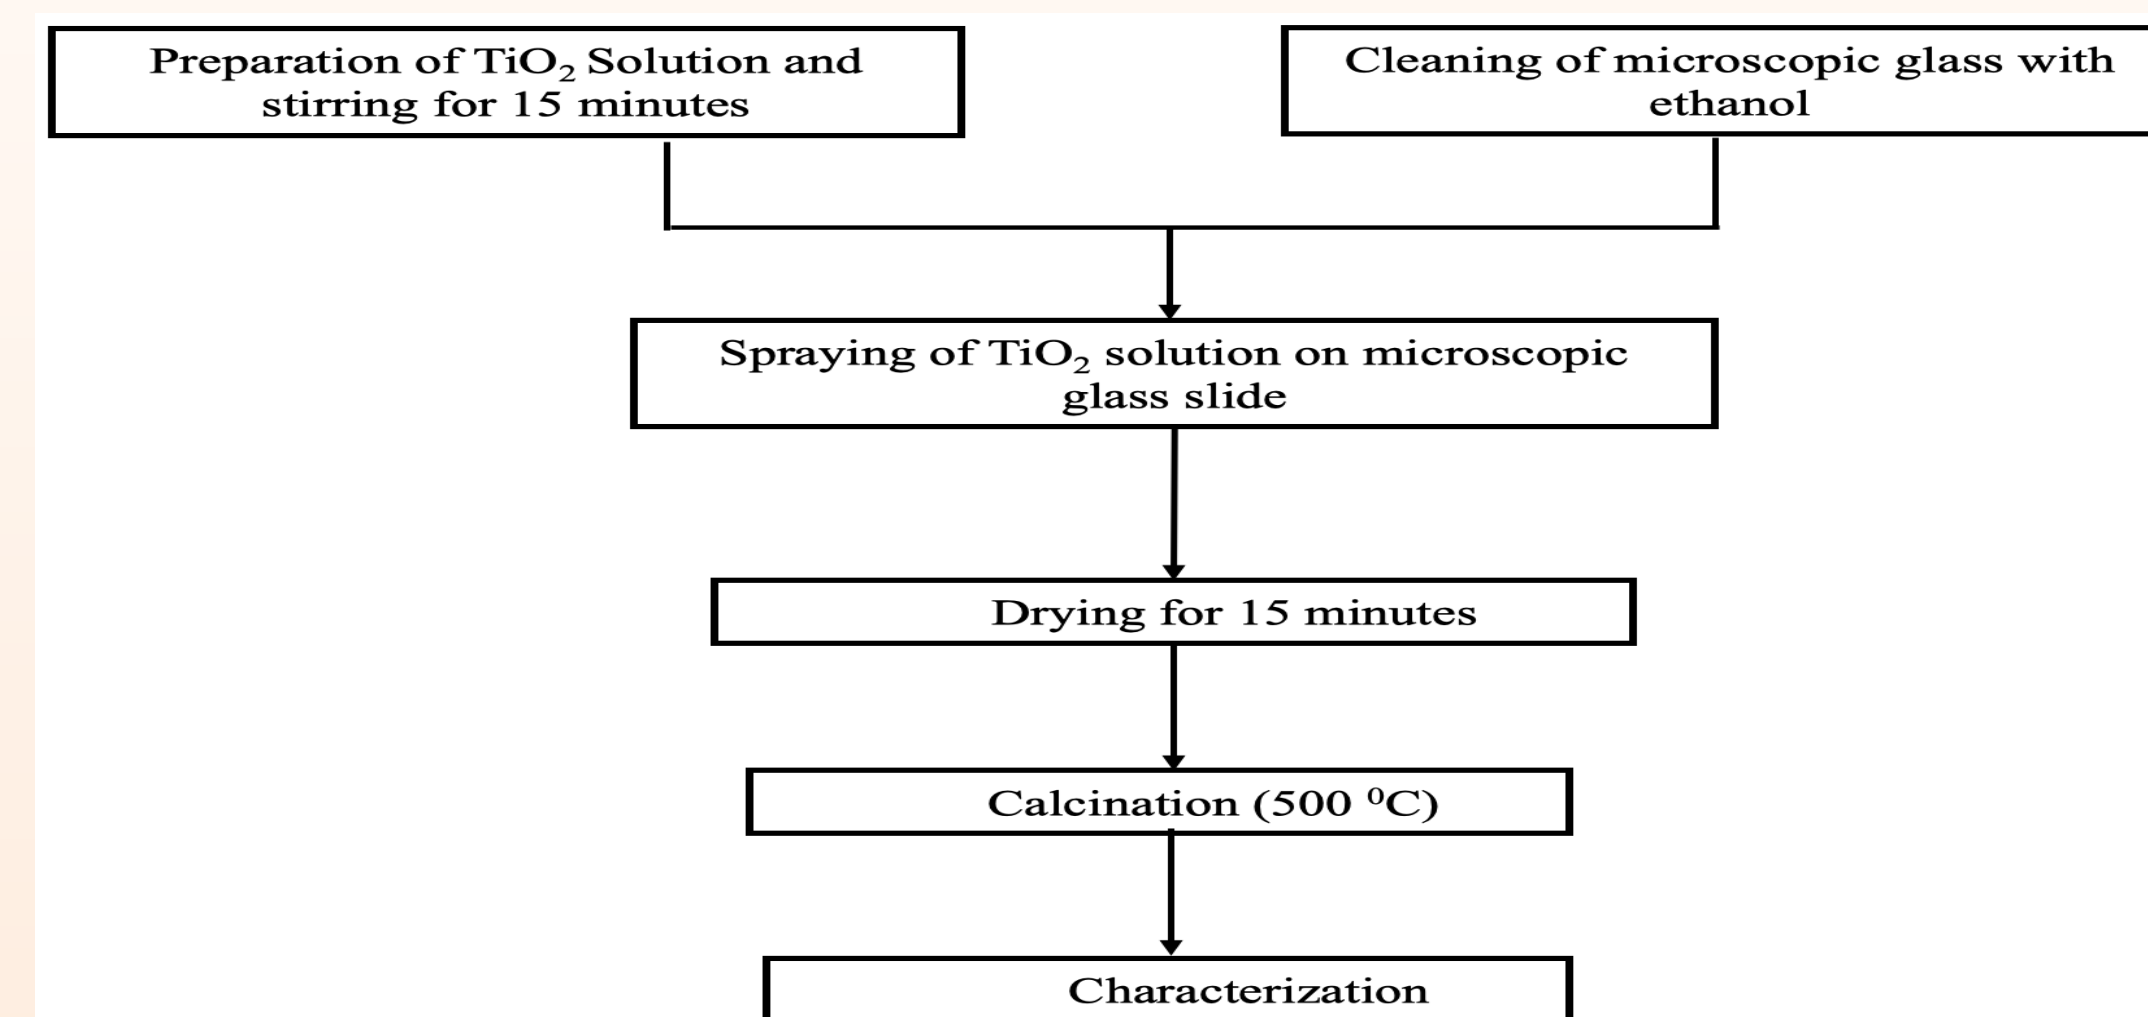 Preparation of TiO₂ Solution and
stirring for 15 minutes
Cleaning of microscopic glass with
ethanol
Spraying of TiO₂ solution on microscopic
glass slide
Drying for 15 minutes
Calcination (500 ⁰C)
Characterization